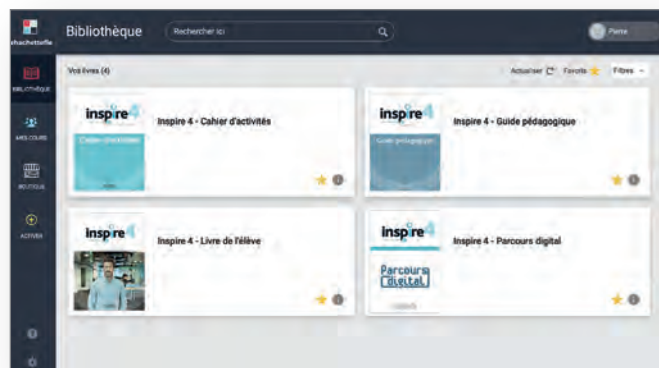 Bibliothèque
Rechercher ici
Pierre
hachettefle
BIBLIOTHÈQUE
MES COURS
BOUTIQUE
ACTIVER
Vos livres (4)
Actualiser
Favoris
Filtres
inspire 4
Cahier d'activités
Inspire 4 - Cahier d'activités
inspire 4
Guide pédagogique
Inspire 4 - Guide pédagogique
inspire 4
Inspire 4 - Livre de l'élève
inspire 4
Parcours
digital
Inspire 4 - Parcours digital